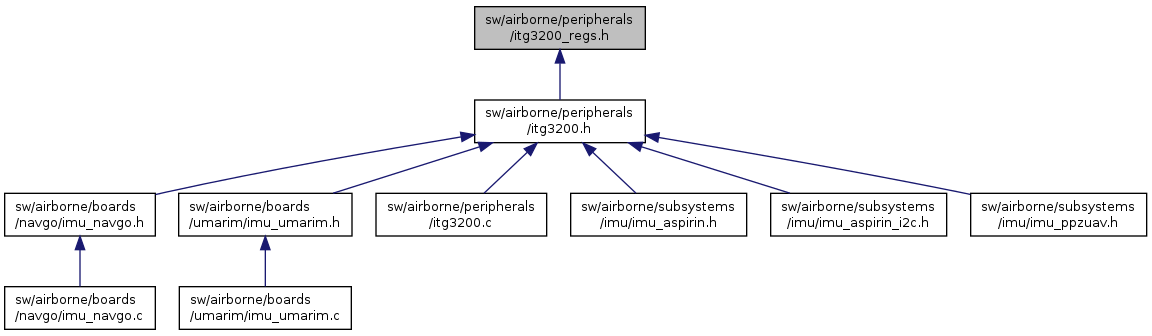 sw/airborne/peripherals
/itg3200_regs.h
sw/airborne/peripherals
/itg3200.h
sw/airborne/boards
/navgo/imu_navgo.h
sw/airborne/boards
/umarim/imu_umarim.h
sw/airborne/peripherals
/itg3200.c
sw/airborne/subsystems
/imu/imu_aspirin.h
sw/airborne/subsystems
/imu/imu_aspirin_i2c.h
sw/airborne/subsystems
/imu/imu_ppzuav.h
sw/airborne/boards
/navgo/imu_navgo.c
sw/airborne/boards
/umarim/imu_umarim.c